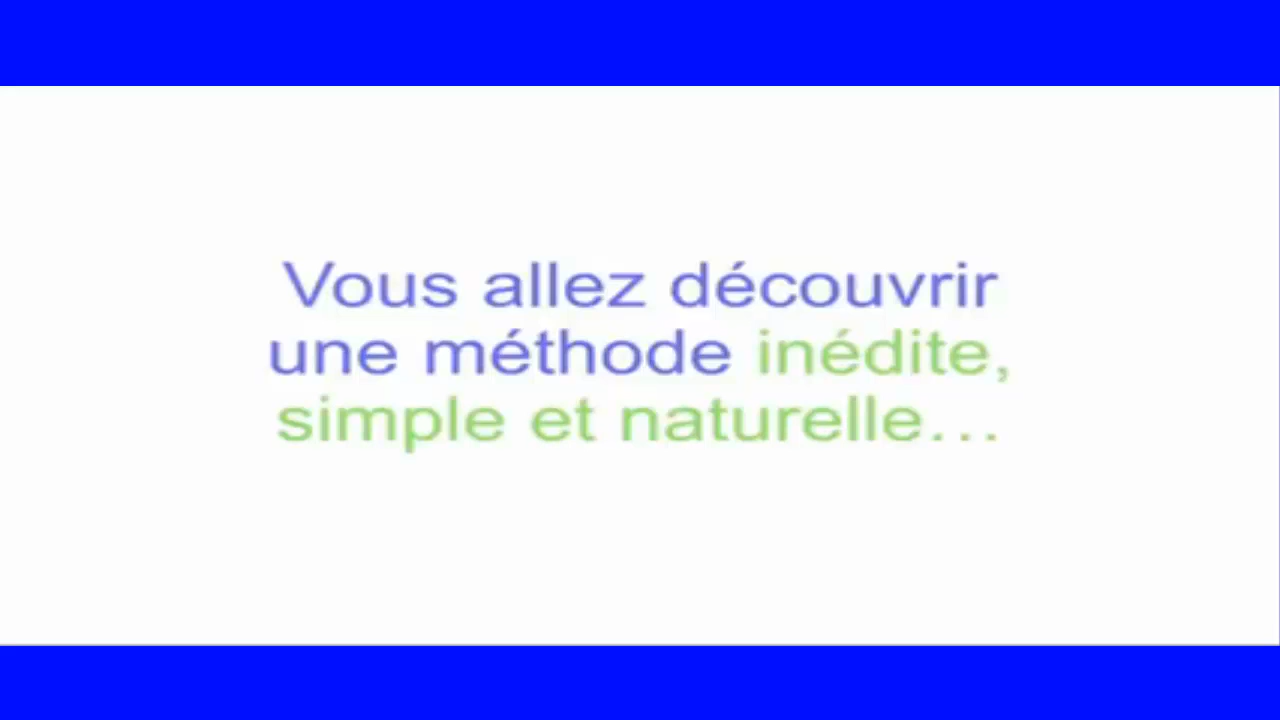 Vous allez découvrir
une méthode inédite,
simple et naturelle...